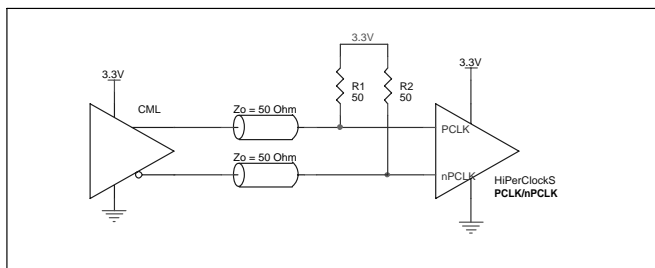 3.3V
3.3V
3.3V
R1
50
R2
50
CML
Zo = 50 Ohm
PCLK
Zo = 50 Ohm
nPCLK
HiPerClockS
PCLK/nPCLK